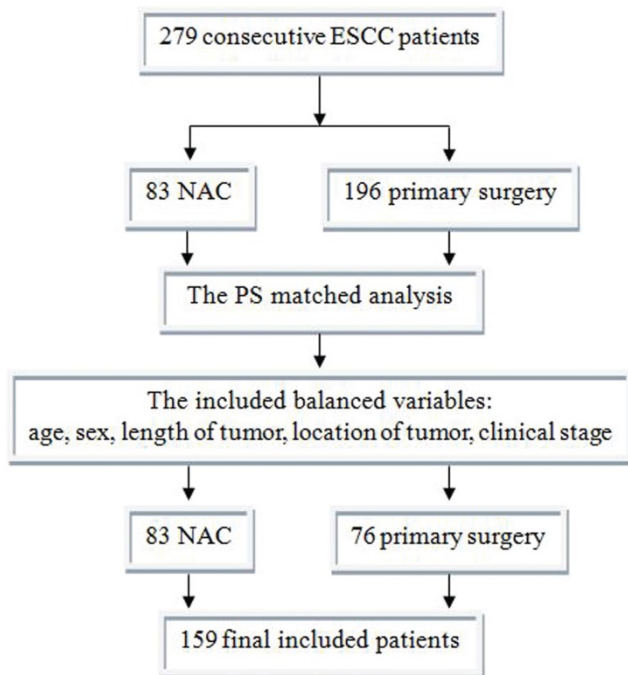 279 consecutive ESCC patients
83 NAC
196 primary surgery
The PS matched analysis
The included balanced variables:
age, sex, length of tumor, location of tumor, clinical stage
83 NAC
76 primary surgery
159 final included patients